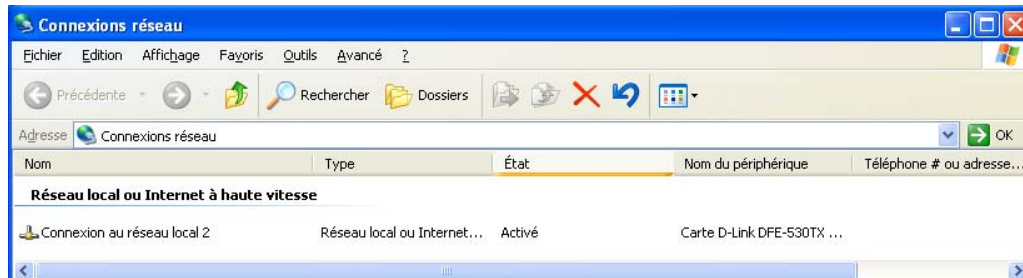 Connexions réseau
Fichier Edition Affichage Favoris Outils Avancé ?
Précédente Rechercher Dossiers
Adresse Connexions réseau OK
Nom Type État Nom du périphérique Téléphone # ou adresse...
Réseau local ou Internet à haute vitesse
Connexion au réseau local 2 Réseau local ou Internet... Activé Carte D-Link DFE-530TX ...